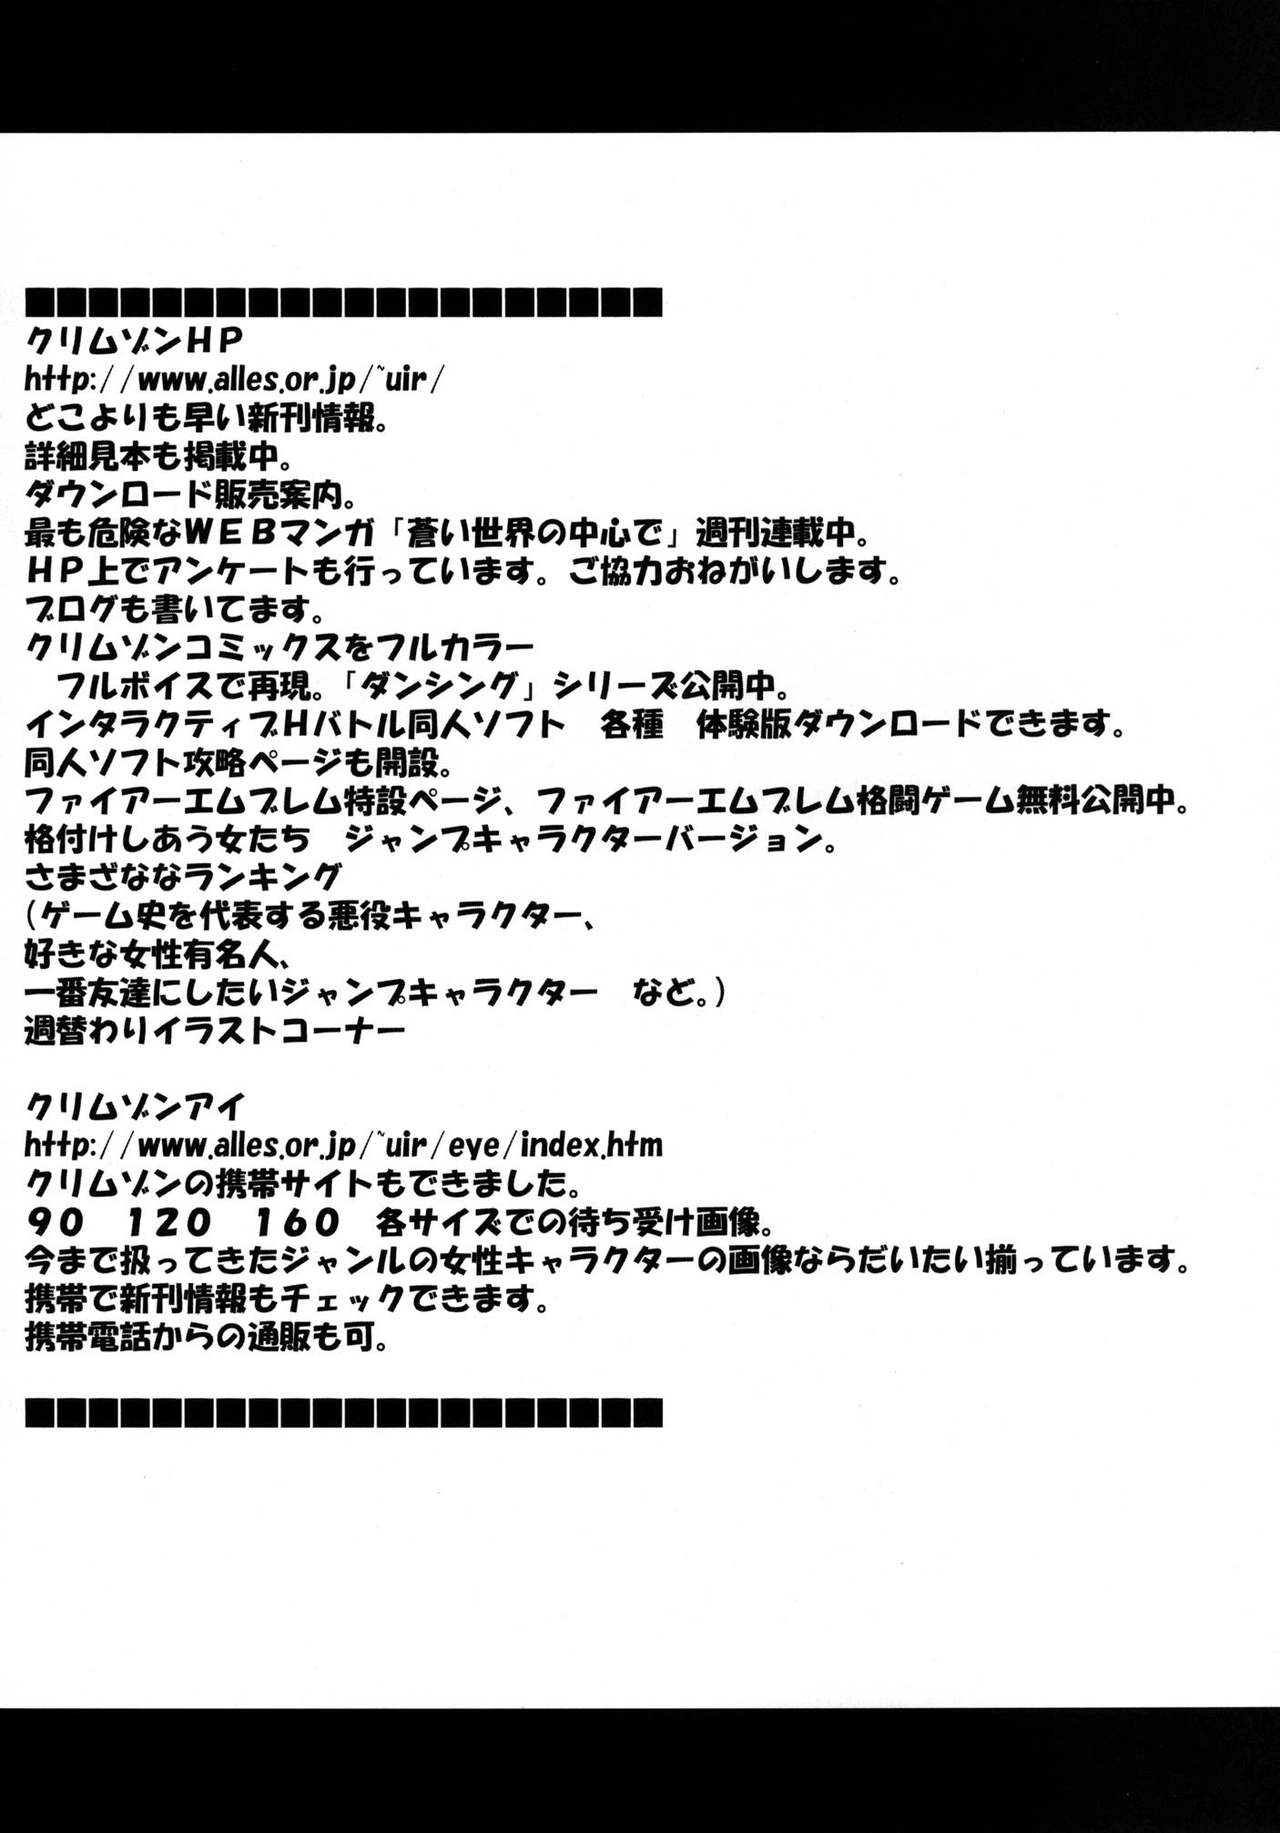 ■■■■■■■■■■■■■■■■■■■■
クリムゾンHP
http://www.alles.or.jp/~uir/
どこよりも早い新刊情報。
詳細見本も掲載中。
ダウンロード販売案内。
最も危険なWEBマンガ「蒼い世界の中心で」週刊連載中。
HP上でアンケートも行っています。ご協力おねがいします。
ブログも書いてます。
クリムゾンコミックスをフルカラー
　フルボイスで再現。「ダンシング」シリーズ公開中。
インタラクティブHバトル同人ソフト　各種　体験版ダウンロードできます。
同人ソフト攻略ページも開設。
ファイアーエムブレム特設ページ、ファイアーエムブレム格闘ゲーム無料公開中。
格付けしあう女たち　ジャンプキャラクターバージョン。
さまざななランキング
(ゲーム史を代表する悪役キャラクター、
好きな女性有名人、
一番友達にしたいジャンプキャラクター　など。)
週替わりイラストコーナー

クリムゾンアイ
http://www.alles.or.jp/~uir/eye/index.htm
クリムゾンの携帯サイトもできました。
90　120　160　各サイズでの待ち受け画像。
今まで扱ってきたジャンルの女性キャラクターの画像ならだいたい揃っています。
携帯で新刊情報もチェックできます。
携帯電話からの通販も可。

■■■■■■■■■■■■■■■■■■■■